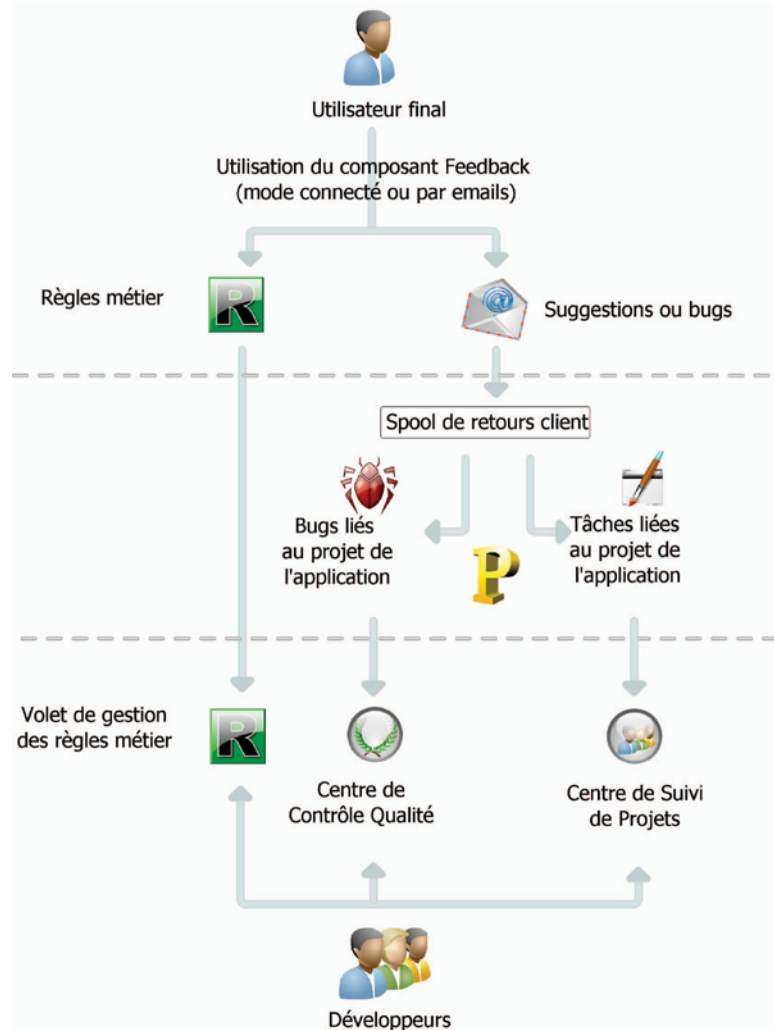 Utilisateur final
Utilisation du composant Feedback
(mode connecté ou par emails)
Règles métier
R
@
Suggestions ou bugs
Spool de retours client
Bugs liés
au projet de
l'application
P
Tâches liées
au projet de
l'application
Volet de gestion
des règles métier
R
Centre de
Contrôle Qualité
Centre de Suivi
de Projets
Développeurs